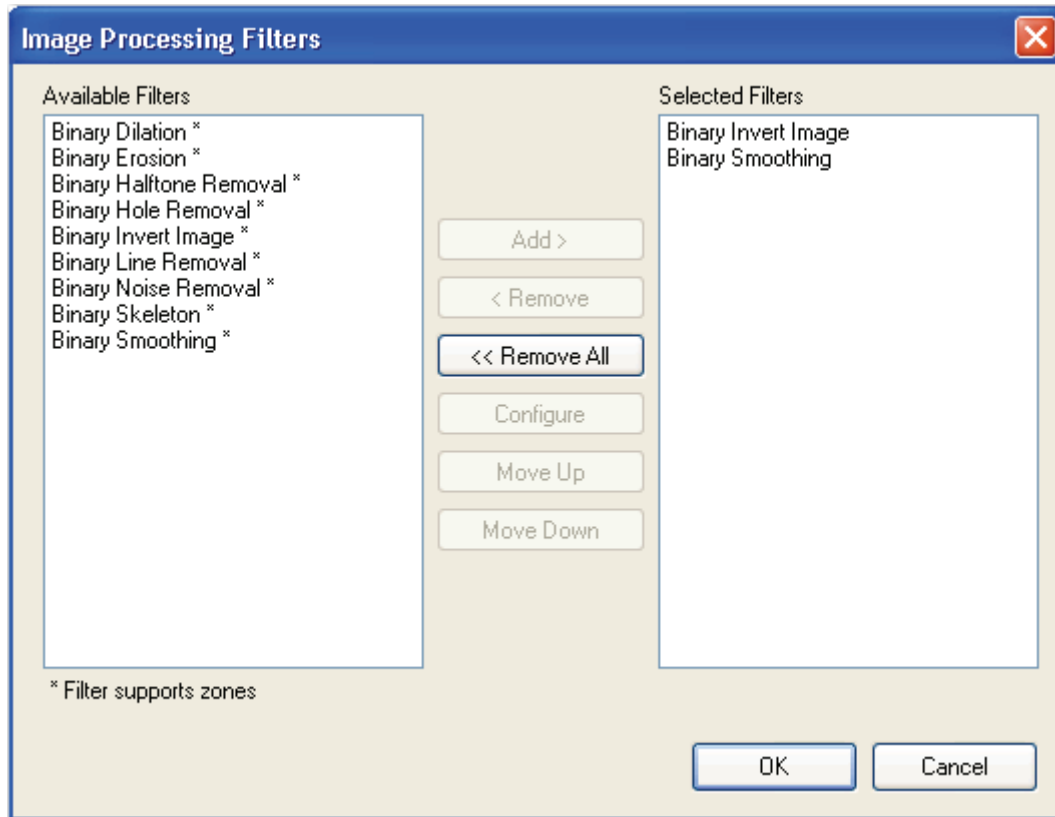 Image Processing Filters
Available Filters
Binary Dilation *
Binary Erosion *
Binary Halftone Removal *
Binary Hole Removal *
Binary Invert Image *
Binary Line Removal *
Binary Noise Removal *
Binary Skeleton *
Binary Smoothing *
* Filter supports zones
Add >
< Remove
<< Remove All
Configure
Move Up
Move Down
Selected Filters
Binary Invert Image
Binary Smoothing
OK
Cancel